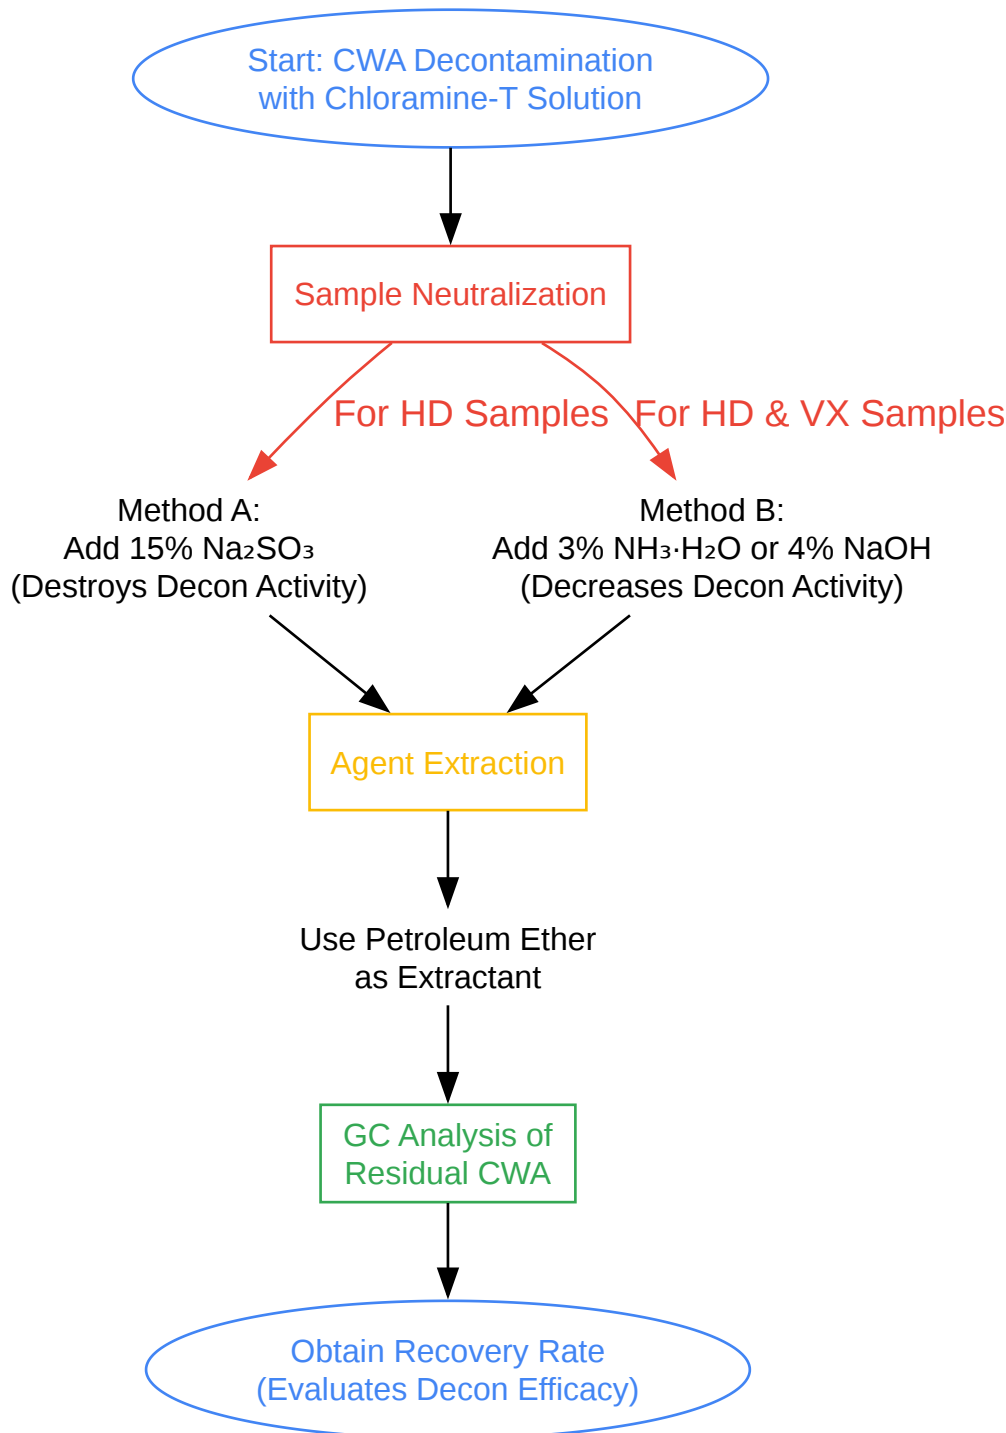 Start: CWA Decontamination
with Chloramine-T Solution
Sample Neutralization
For HD Samples
For HD & VX Samples
Method A:
Add 15% Na₂SO₃
(Destroys Decon Activity)
Method B:
Add 3% NH₃·H₂O or 4% NaOH
(Decreases Decon Activity)
Agent Extraction
Use Petroleum Ether
as Extractant
GC Analysis of
Residual CWA
Obtain Recovery Rate
(Evaluates Decon Efficacy)